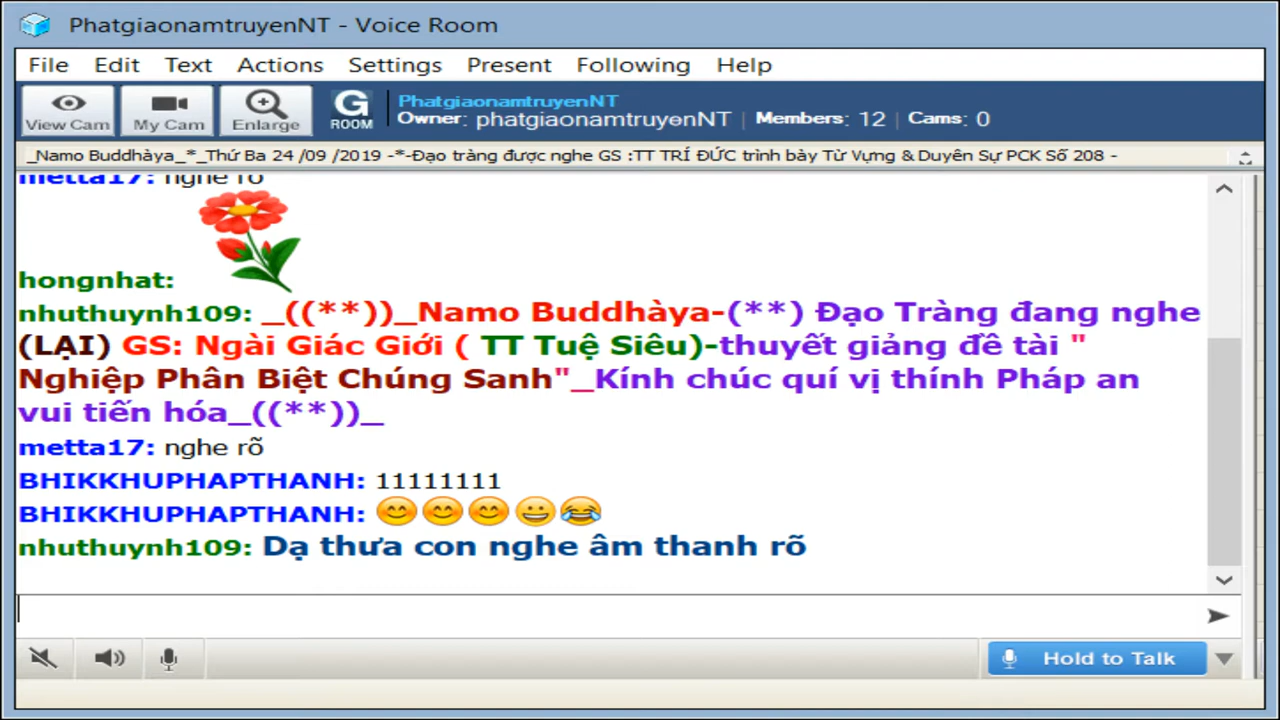 PhatgiaonamtruyenNT - Voice Room
File Edit Text Actions Settings Present Following Help
View Cam My Cam Enlarge G ROOM PhatgiaonamtruyenNT
Owner: phatgiaonamtruyenNT | Members: 12 | Cams: 0
_Namo Buddhàya_*_Thứ Ba 24 /09 /2019 -*-Đạo tràng được nghe GS :TT TRÍ ĐỨC trình bày Từ Vựng & Duyên Sự PCK Số 208 -
metta17: nghe rõ
hongnhat:
nhuthuynh109: _((**))_Namo Buddhàya-(**) Đạo Tràng đang nghe
(LẠI) GS: Ngài Giác Giới ( TT Tuệ Siêu)-thuyết giảng đề tài "
Nghiệp Phân Biệt Chúng Sanh"_Kính chúc quí vị thính Pháp an
vui tiến hóa_((**))_
metta17: nghe rõ
BHIKKHUPHAPTHANH: 11111111
BHIKKHUPHAPTHANH: 😊😊😊😀😂
nhuthuynh109: Dạ thưa con nghe âm thanh rõ
Hold to Talk